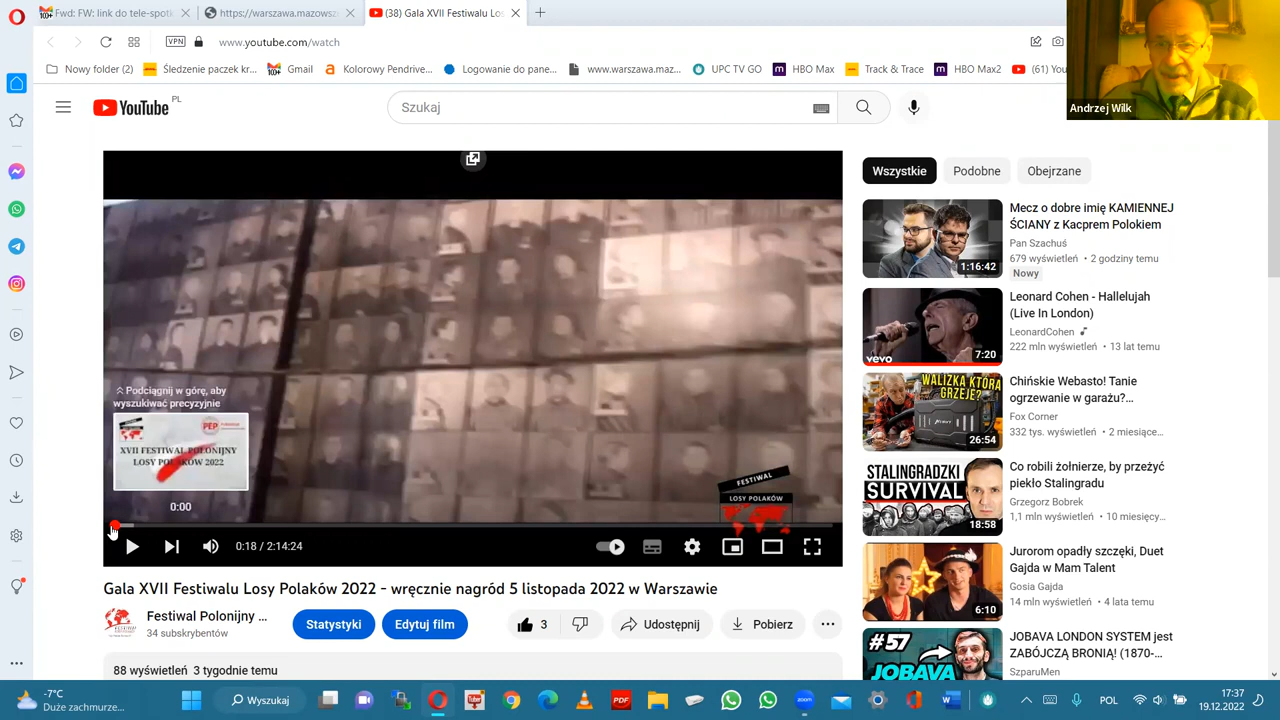 Fwd: FW: link do tele-spotk
https://warszawa.mazowsz
(38) Gala XVII Festiwalu Los
VPN
www.youtube.com/watch
Nowy folder (2)
Śledzenie paczek kr...
Gmail
Kolorowy Pendrive...
Logowanie do pane...
www.warszawa.maz...
UPC TV GO
HBO Max
Track & Trace
HBO Max2
(61) You
Andrzej Wilk
YouTube
PL
Szukaj
Wszystkie
Podobne
Obejrzane
Mecz o dobre imię KAMIENNEJ
ŚCIANY z Kacprem Polokiem
Pan Szachuś
679 wyświetleń • 2 godziny temu
Nowy
1:16:42
Leonard Cohen - Hallelujah
(Live In London)
LeonardCohen
222 mln wyświetleń • 13 lat temu
vevo
7:20
WALIZKA KTÓRA
GRZEJE?
Chińskie Webasto! Tanie
ogrzewanie w garażu?...
Fox Corner
332 tys. wyświetleń • 2 miesiące...
26:54
STALINGRADZKI
SURVIVAL
Co robili żołnierze, by przeżyć
piekło Stalingradu
Grzegorz Bobrek
1,1 mln wyświetleń • 10 miesięcy...
18:58
Jurorom opadły szczęki, Duet
Gajda w Mam Talent
Gosia Gajda
14 mln wyświetleń • 4 lata temu
6:10
#57
JOBAVA
JOBAVA LONDON SYSTEM jest
ZABÓJCZĄ BRONIĄ! (1870-...
SzparuMen
Podciągnij w górę, aby
wyszukiwać precyzyjnie
PEP
XVII FESTIWAL POLONIJNY
LOSY POLAKÓW 2022
0:00
FESTIWAL
LOSY POLAKÓW
0:18 / 2:14:24
Gala XVII Festiwalu Losy Polaków 2022 - wręcznie nagród 5 listopada 2022 w Warszawie
Festiwal Polonijny ...
34 subskrybentów
Statystyki
Edytuj film
3
Udostępnij
Pobierz
88 wyświetleń 3 tygodnie temu
-7°C
Duże zachmurze...
Wyszukaj
PDF
zoom
POL
17:37
19.12.2022